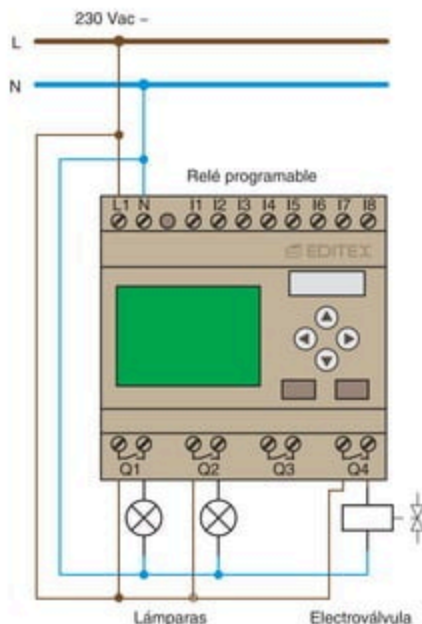 230 Vac ~
L
N
Relé programable
L1 N I1 I2 I3 I4 I5 I6 I7 I8
EDITEX
Q1 Q2 Q3 Q4
Lámparas Electroválvula